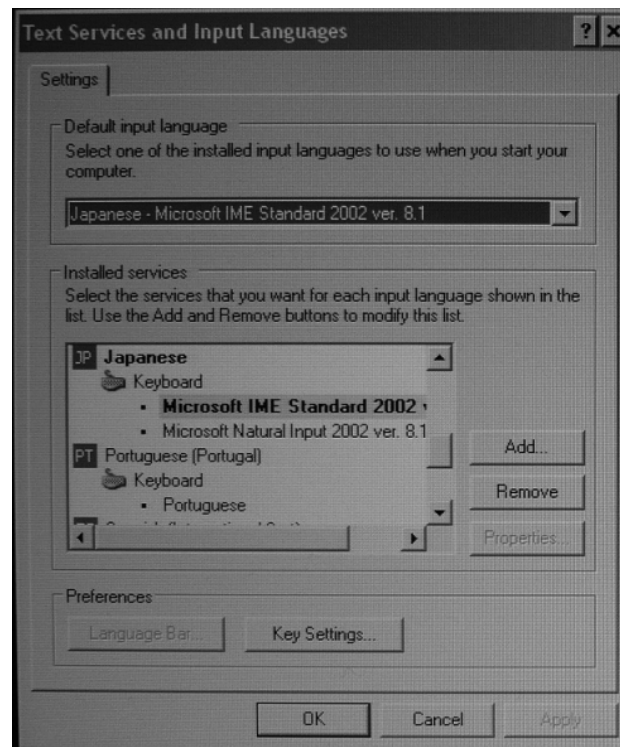 Text Services and Input Languages
Settings
Default input language
Select one of the installed input languages to use when you start your
computer.
Japanese - Microsoft IME Standard 2002 ver. 8.1
Installed services
Select the services that you want for each input language shown in the
list. Use the Add and Remove buttons to modify this list.
JP Japanese
Keyboard
Microsoft IME Standard 2002
Microsoft Natural Input 2002 ver. 8.1
PT Portuguese (Portugal)
Keyboard
Portuguese
Add...
Remove
Properties...
Preferences
Language Bar...
Key Settings...
OK
Cancel
Apply